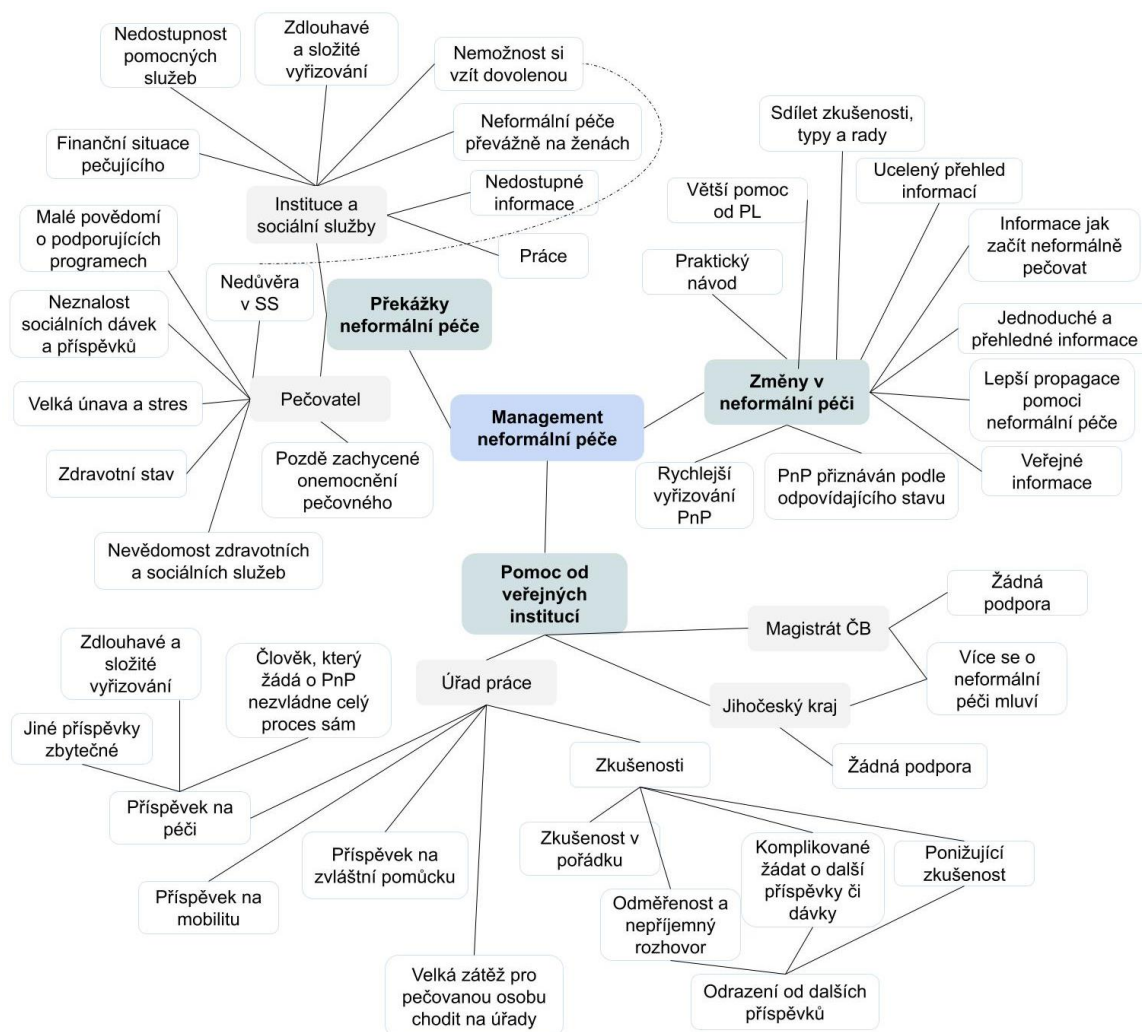 Nedostupnost
pomocných
služeb
Zdlouhavé
a složité
vyřizování
Nemožnost si
vzít dovolenou
Finanční situace
pečujícího
Neformální péče
převážně na ženách
Instituce a
sociální služby
Nedostupné
informace
Práce
Malé povědomí
o podporujících
programech
Nedůvěra
v SS
Neznalost
sociálních dávek
a příspěvků
Velká únava a stres
Pečovatel
Zdravotní stav
Pozdě zachycené
onemocnění
pečovného
Nevědomost zdravotních
a sociálních služeb
Překážky
neformální péče
Management
neformální péče
Sdílet zkušenosti,
typy a rady
Ucelený přehled
informací
Větší pomoc
od PL
Praktický
návod
Informace jak
začít neformálně
pečovat
Jednoduché a
přehledné informace
Změny v
neformální péči
Lepší propagace
pomoci
neformální péče
Veřejné
informace
Rychlejší
vyřizování
PnP
PnP přiznáván podle
odpovídajícího stavu
Pomoc od
veřejných
institucí
Magistrát ČB
Žádná
podpora
Více se o
neformální
péči mluví
Jihočeský kraj
Žádná podpora
Úřad práce
Zdlouhavé a
složité
vyřizování
Člověk, který
žádá o PnP
nezvládne celý
proces sám
Jiné příspěvky
zbytečné
Příspěvek na
péči
Příspěvek na
mobilitu
Příspěvek na
zvláštní pomůcku
Velká zátěž pro
pečovanou osobu
chodit na úřady
Zkušenosti
Zkušenost v
pořádku
Odměřenost a
nepříjemný
rozhovor
Komplikované
žádat o další
příspěvky či
dávky
Ponižující
zkušenost
Odrazení od dalších
příspěvků